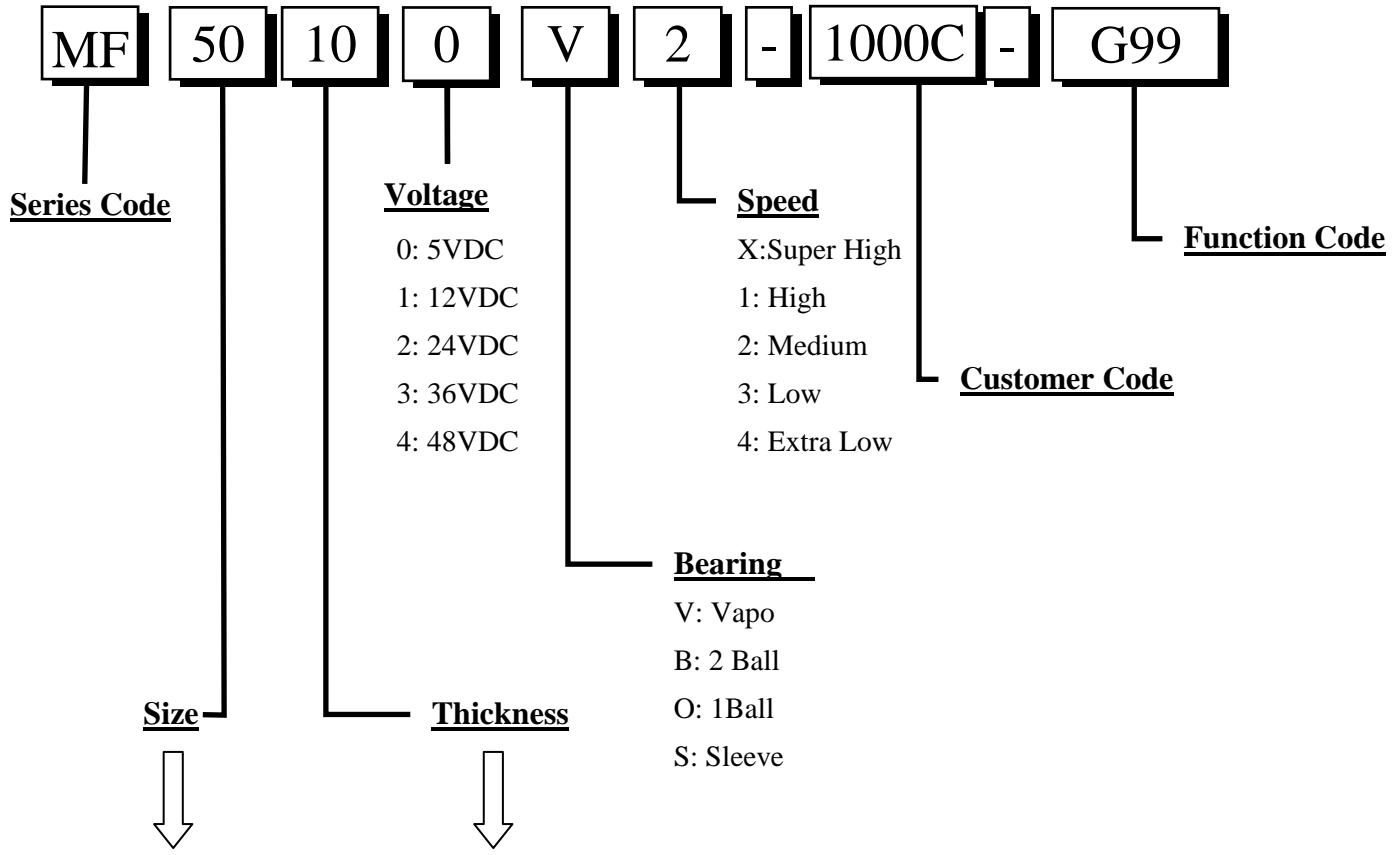 MF 50 10 0 V 2 - 1000C - G99
Series Code
Voltage
0: 5VDC
1: 12VDC
2: 24VDC
3: 36VDC
4: 48VDC
Speed
X:Super High
1: High
2: Medium
3: Low
4: Extra Low
Function Code
Customer Code
Bearing
V: Vapo
B: 2 Ball
O: 1Ball
S: Sleeve
Size
Thickness